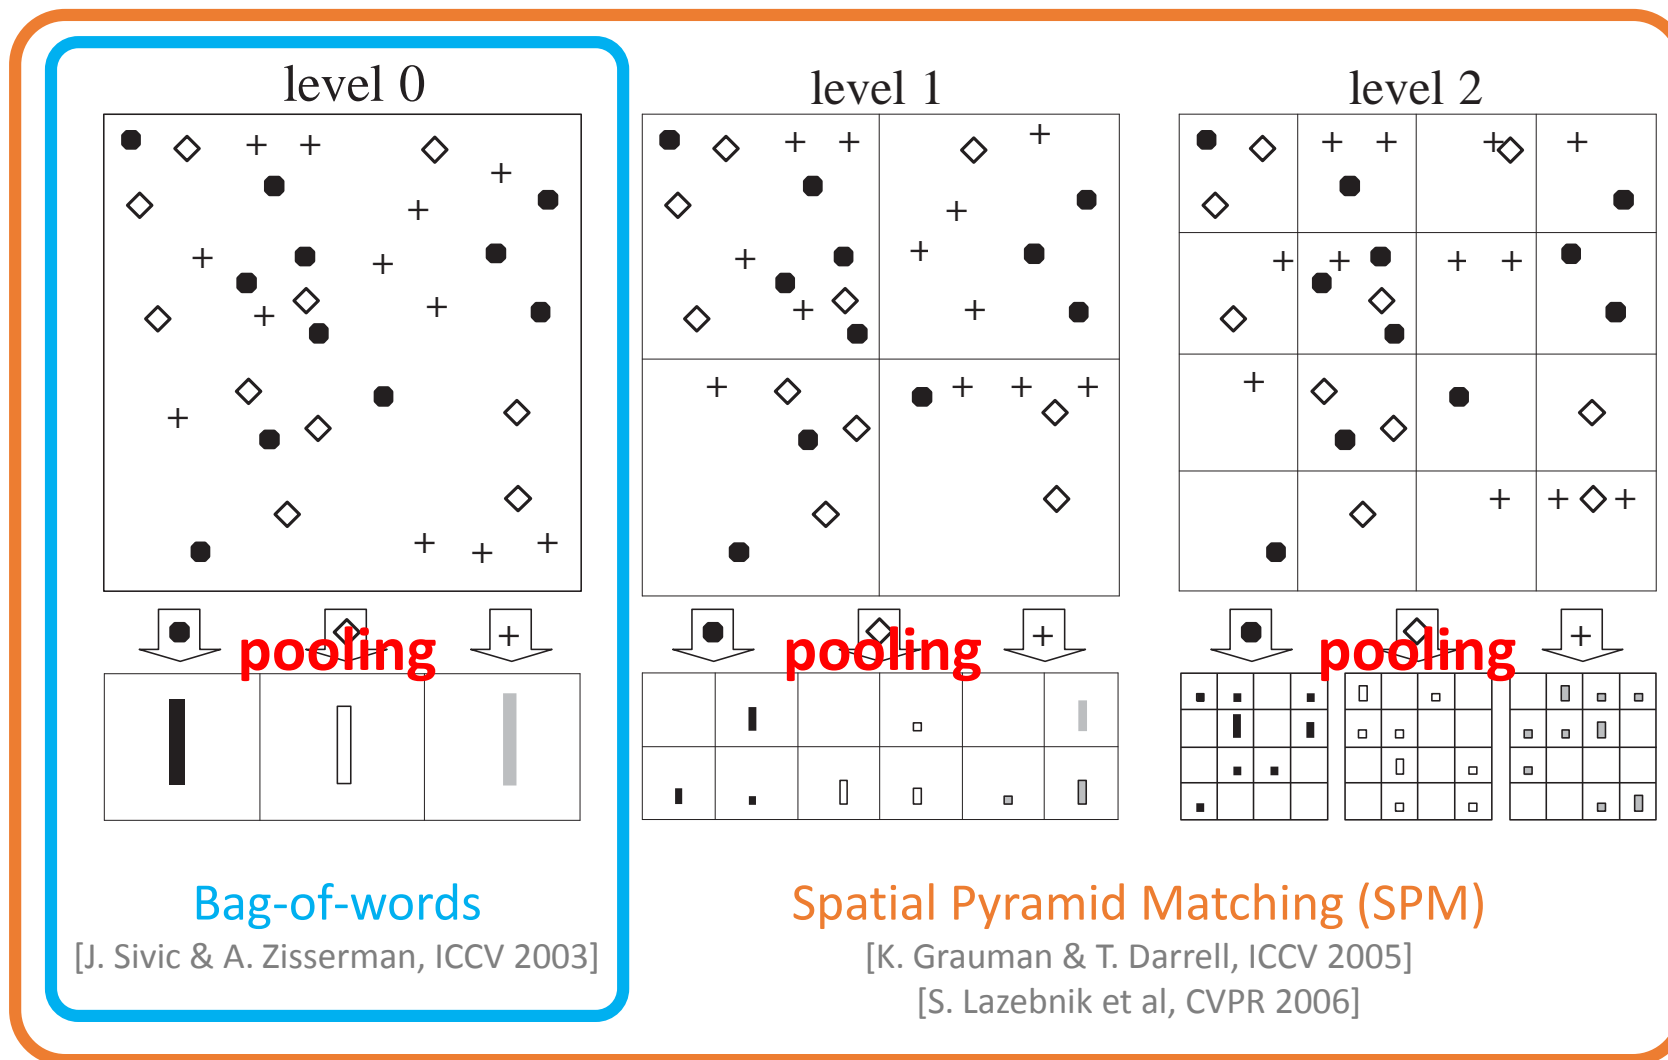 level 0
level 1
level 2
pooling
pooling
pooling
Bag-of-words
[J. Sivic & A. Zisserman, ICCV 2003]
Spatial Pyramid Matching (SPM)
[K. Grauman & T. Darrell, ICCV 2005]
[S. Lazebnik et al, CVPR 2006]